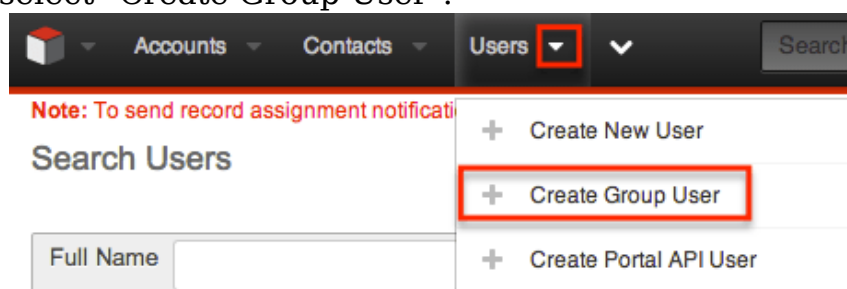 select "Create Group User".
Accounts Contacts Users Search
Note: To send record assignment notificati
Create New User
Search Users
Create Group User
Full Name
Create Portal API User